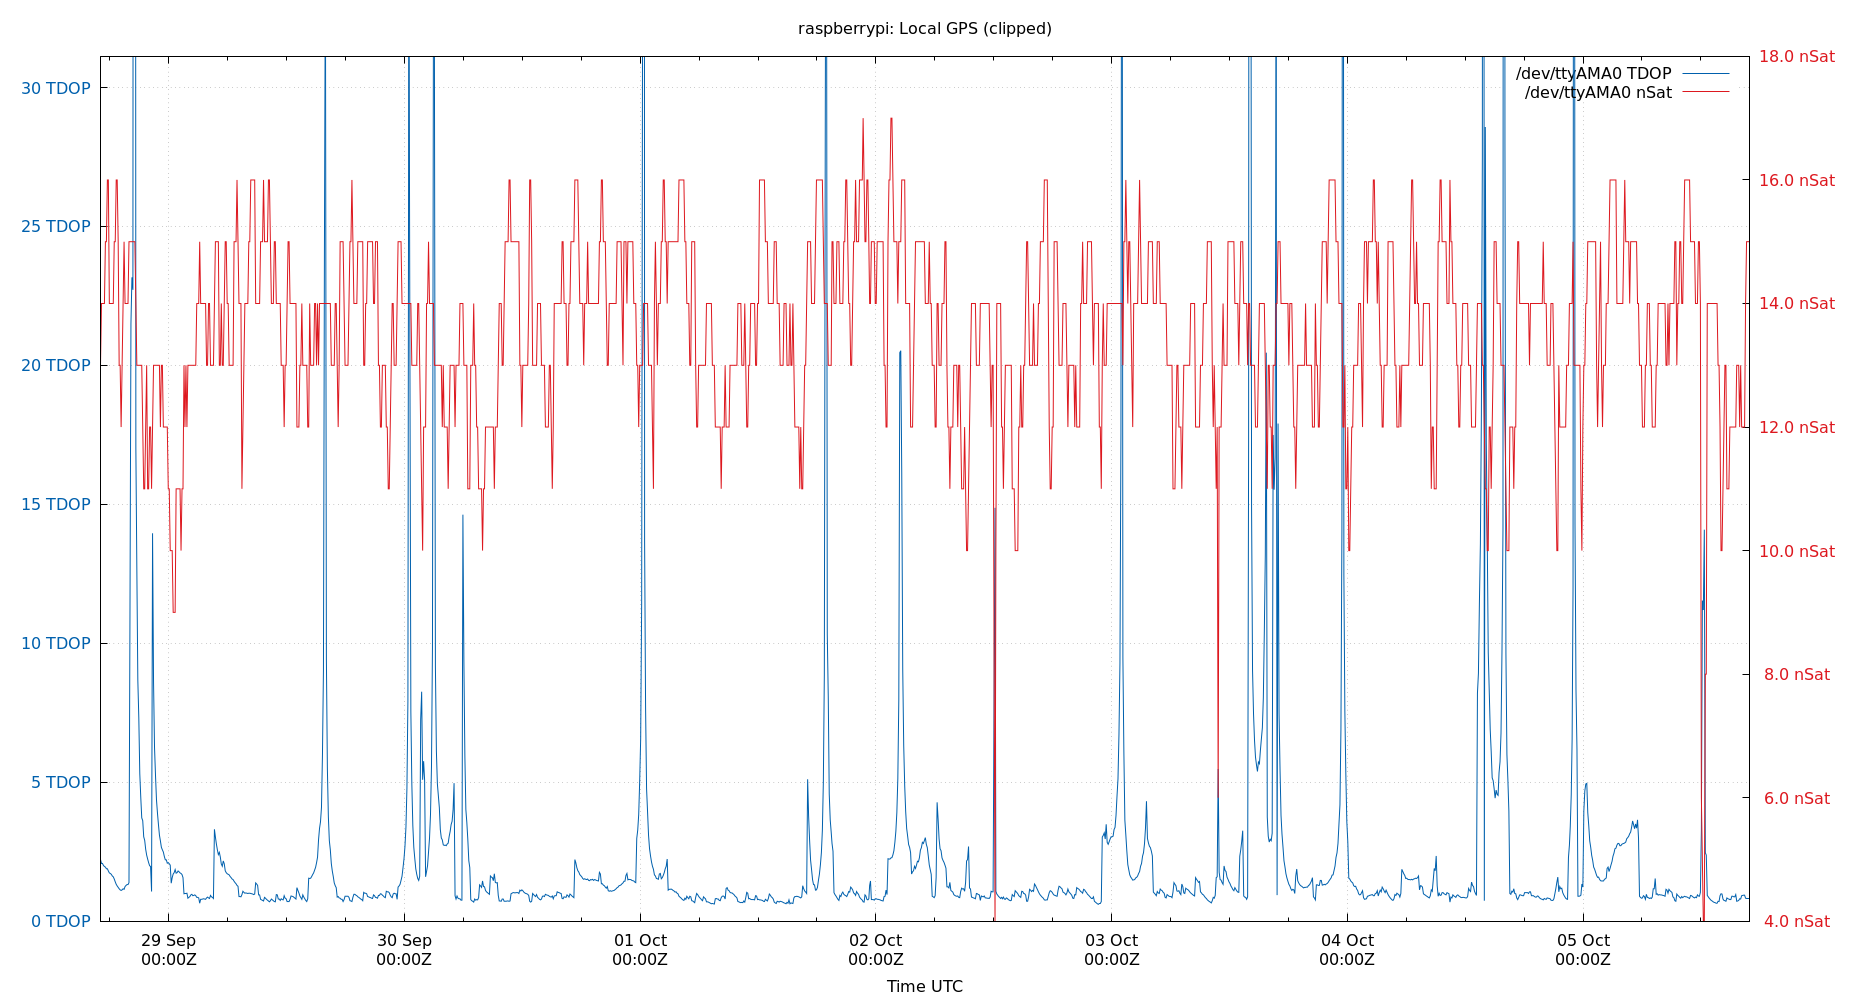 raspberrypi: Local GPS (clipped)
/dev/ttyAMA0 TDOP
/dev/ttyAMA0 nSat
30 TDOP
25 TDOP
20 TDOP
15 TDOP
10 TDOP
5 TDOP
0 TDOP
18.0 nSat
16.0 nSat
14.0 nSat
12.0 nSat
10.0 nSat
8.0 nSat
6.0 nSat
4.0 nSat
29 Sep
00:00Z
30 Sep
00:00Z
01 Oct
00:00Z
02 Oct
00:00Z
03 Oct
00:00Z
04 Oct
00:00Z
05 Oct
00:00Z
Time UTC